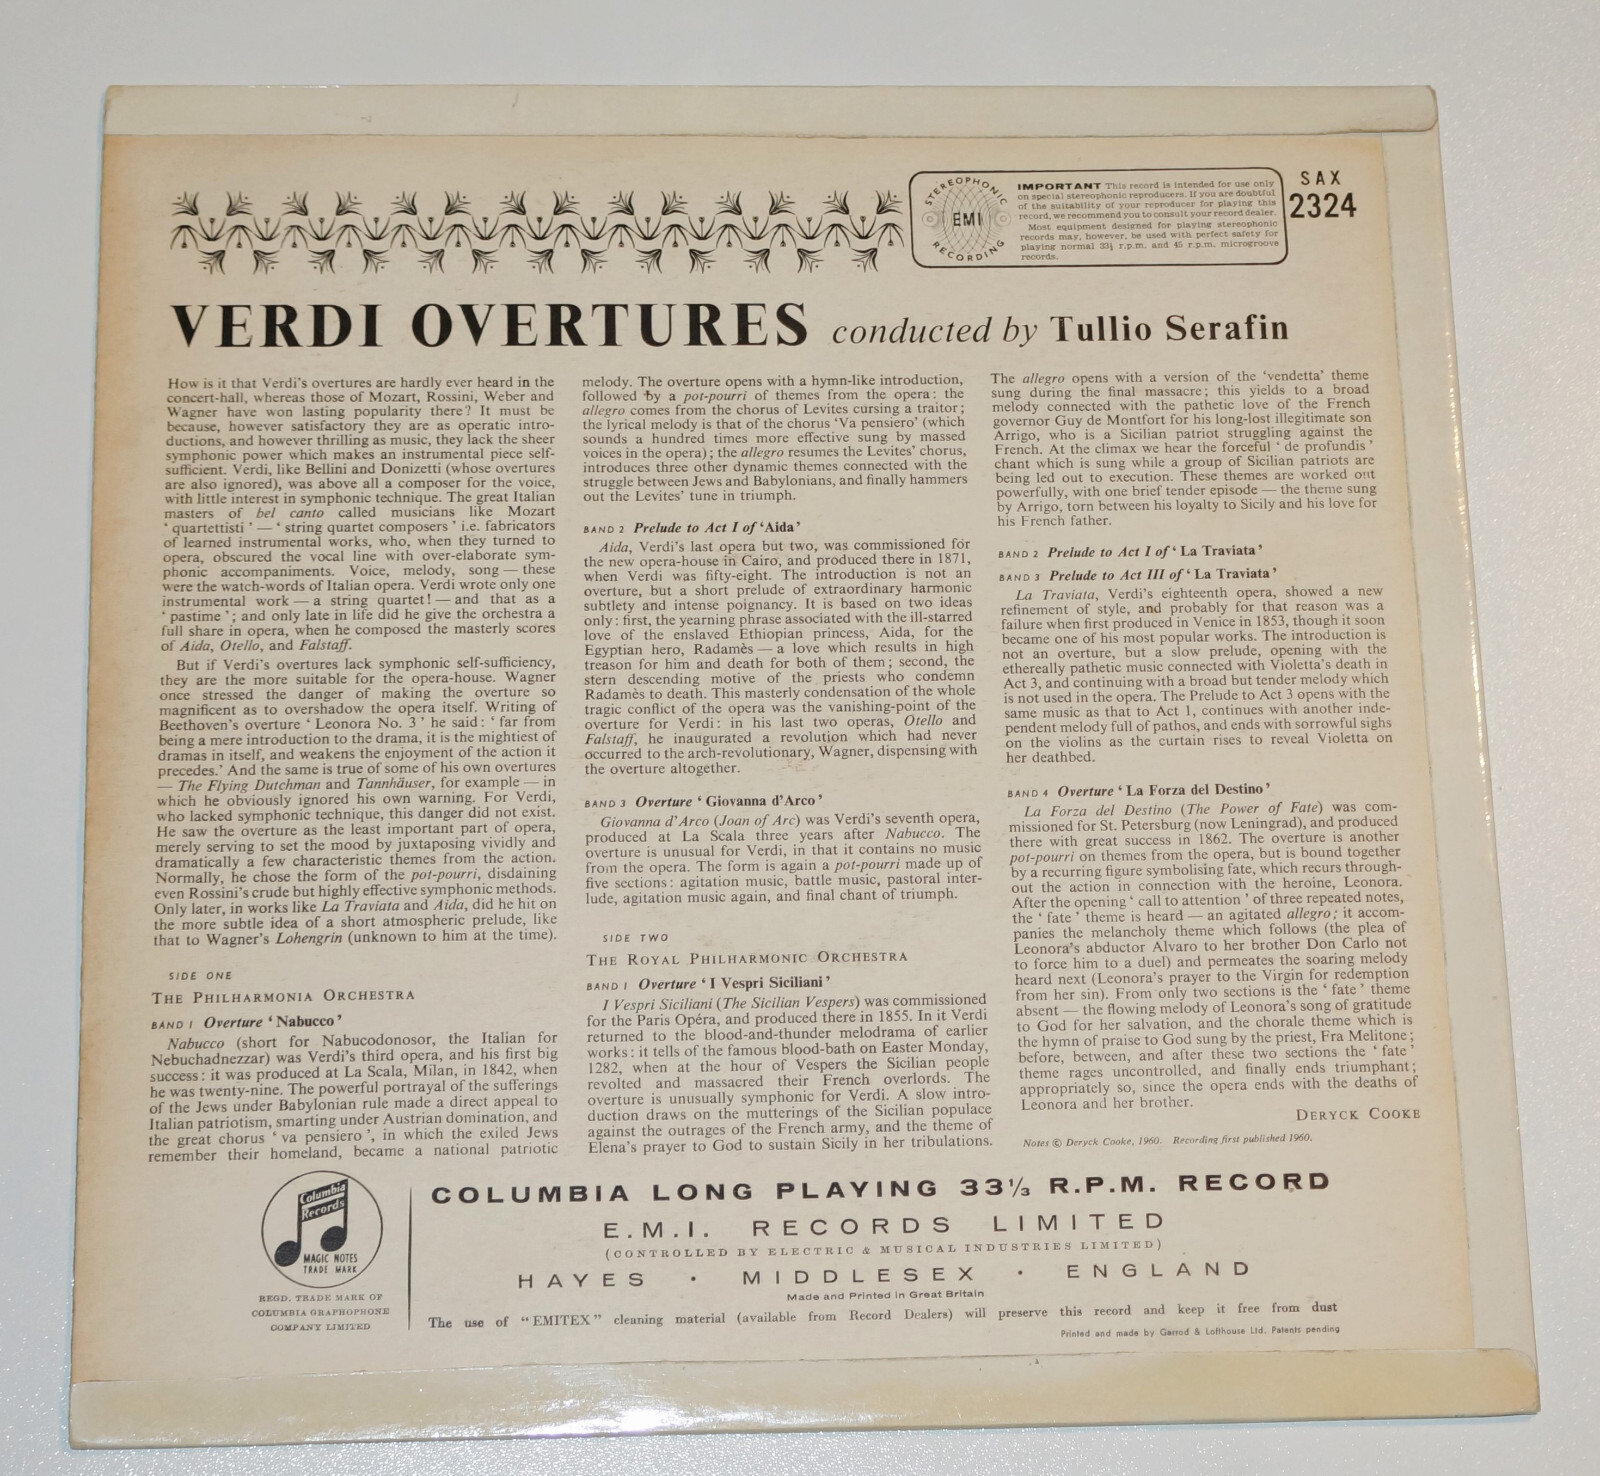 STEREOPHONIC
EMI
RECORDING
IMPORTANT This record is intended for use only
on special stereophonic reproducers. If you are doubtful
of the suitability of your reproducer for playing this
record, we recommend you to consult your record dealer.
Most equipment designed for playing stereophonic
records may, however, be used with perfect safety for
playing normal 33⅓ r.p.m. and 45 r.p.m. microgroove
records.
SAX
2324
VERDI OVERTURES conducted by Tullio Serafin
How is it that Verdi's overtures are hardly ever heard in the
concert-hall, whereas those of Mozart, Rossini, Weber and
Wagner have won lasting popularity there? It must be
because, however satisfactory they are as operatic intro-
ductions, and however thrilling as music, they lack the sheer
symphonic power which makes an instrumental piece self-
sufficient. Verdi, like Bellini and Donizetti (whose overtures
are also ignored), was above all a composer for the voice,
with little interest in symphonic technique. The great Italian
masters of bel canto called musicians like Mozart
‘ quartettisti ’ — ‘ string quartet composers ’ i.e. fabricators
of learned instrumental works, who, when they turned to
opera, obscured the vocal line with over-elaborate sym-
phonic accompaniments. Voice, melody, song — these
were the watch-words of Italian opera. Verdi wrote only one
instrumental work — a string quartet! — and that as a
‘ pastime ’; and only late in life did he give the orchestra a
full share in opera, when he composed the masterly scores
of Aida, Otello, and Falstaff.
But if Verdi's overtures lack symphonic self-sufficiency,
they are the more suitable for the opera-house. Wagner
once stressed the danger of making the overture so
magnificent as to overshadow the opera itself. Writing of
Beethoven's overture ‘ Leonora No. 3 ’ he said: ‘ far from
being a mere introduction to the drama, it is the mightiest of
dramas in itself, and weakens the enjoyment of the action it
precedes.’ And the same is true of some of his own overtures
— The Flying Dutchman and Tannhäuser, for example — in
which he obviously ignored his own warning. For Verdi,
who lacked symphonic technique, this danger did not exist.
He saw the overture as the least important part of opera,
merely serving to set the mood by juxtaposing vividly and
dramatically a few characteristic themes from the action.
Normally, he chose the form of the pot-pourri, disdaining
even Rossini's crude but highly effective symphonic methods.
Only later, in works like La Traviata and Aida, did he hit on
the more subtle idea of a short atmospheric prelude, like
that to Wagner's Lohengrin (unknown to him at the time).
SIDE ONE
THE PHILHARMONIA ORCHESTRA
BAND 1 Overture ‘ Nabucco ’
Nabucco (short for Nabucodonosor, the Italian for
Nebuchadnezzar) was Verdi's third opera, and his first big
success: it was produced at La Scala, Milan, in 1842, when
he was twenty-nine. The powerful portrayal of the sufferings
of the Jews under Babylonian rule made a direct appeal to
Italian patriotism, smarting under Austrian domination, and
the great chorus ‘ va pensiero ’, in which the exiled Jews
remember their homeland, became a national patriotic
melody. The overture opens with a hymn-like introduction,
followed by a pot-pourri of themes from the opera: the
allegro comes from the chorus of Levites cursing a traitor;
the lyrical melody is that of the chorus ‘Va pensiero’ (which
sounds a hundred times more effective sung by massed
voices in the opera); the allegro resumes the Levites' chorus,
introduces three other dynamic themes connected with the
struggle between Jews and Babylonians, and finally hammers
out the Levites' tune in triumph.
BAND 2 Prelude to Act I of ‘Aida’
Aida, Verdi's last opera but two, was commissioned for
the new opera-house in Cairo, and produced there in 1871,
when Verdi was fifty-eight. The introduction is not an
overture, but a short prelude of extraordinary harmonic
subtlety and intense poignancy. It is based on two ideas
only: first, the yearning phrase associated with the ill-starred
love of the enslaved Ethiopian princess, Aida, for the
Egyptian hero, Radamès — a love which results in high
treason for him and death for both of them; second, the
stern descending motive of the priests who condemn
Radamès to death. This masterly condensation of the whole
tragic conflict of the opera was the vanishing-point of the
overture for Verdi: in his last two operas, Otello and
Falstaff, he inaugurated a revolution which had never
occurred to the arch-revolutionary, Wagner, dispensing with
the overture altogether.
BAND 3 Overture ‘ Giovanna d'Arco ’
Giovanna d'Arco (Joan of Arc) was Verdi's seventh opera,
produced at La Scala three years after Nabucco. The
overture is unusual for Verdi, in that it contains no music
from the opera. The form is again a pot-pourri made up of
five sections: agitation music, battle music, pastoral inter-
lude, agitation music again, and final chant of triumph.
SIDE TWO
THE ROYAL PHILHARMONIC ORCHESTRA
BAND 1 Overture ‘ I Vespri Siciliani ’
I Vespri Siciliani (The Sicilian Vespers) was commissioned
for the Paris Opéra, and produced there in 1855. In it Verdi
returned to the blood-and-thunder melodrama of earlier
works: it tells of the famous blood-bath on Easter Monday,
1282, when at the hour of Vespers the Sicilian people
revolted and massacred their French overlords. The
overture is unusually symphonic for Verdi. A slow intro-
duction draws on the mutterings of the Sicilian populace
against the outrages of the French army, and the theme of
Elena's prayer to God to sustain Sicily in her tribulations.
The allegro opens with a version of the ‘vendetta’ theme
sung during the final massacre; this yields to a broad
melody connected with the pathetic love of the French
governor Guy de Montfort for his long-lost illegitimate son
Arrigo, who is a Sicilian patriot struggling against the
French. At the climax we hear the forceful ‘ de profundis ’
chant which is sung while a group of Sicilian patriots are
being led out to execution. These themes are worked out
powerfully, with one brief tender episode — the theme sung
by Arrigo, torn between his loyalty to Sicily and his love for
his French father.
BAND 2 Prelude to Act I of ‘ La Traviata ’
BAND 3 Prelude to Act III of ‘ La Traviata ’
La Traviata, Verdi's eighteenth opera, showed a new
refinement of style, and probably for that reason was a
failure when first produced in Venice in 1853, though it soon
became one of his most popular works. The introduction is
not an overture, but a slow prelude, opening with the
ethereally pathetic music connected with Violetta's death in
Act 3, and continuing with a broad but tender melody which
is not used in the opera. The Prelude to Act 3 opens with the
same music as that to Act 1, continues with another inde-
pendent melody full of pathos, and ends with sorrowful sighs
on the violins as the curtain rises to reveal Violetta on
her deathbed.
BAND 4 Overture ‘ La Forza del Destino ’
La Forza del Destino (The Power of Fate) was com-
missioned for St. Petersburg (now Leningrad), and produced
there with great success in 1862. The overture is another
pot-pourri on themes from the opera, but is bound together
by a recurring figure symbolising fate, which recurs through-
out the action in connection with the heroine, Leonora.
After the opening ‘ call to attention ’ of three repeated notes,
the ‘ fate ’ theme is heard — an agitated allegro; it accom-
panies the melancholy theme which follows (the plea of
Leonora's abductor Alvaro to her brother Don Carlo not
to force him to a duel) and permeates the soaring melody
heard next (Leonora's prayer to the Virgin for redemption
from her sin). From only two sections is the ‘ fate ’ theme
absent — the flowing melody of Leonora's song of gratitude
to God for her salvation, and the chorale theme which is
the hymn of praise to God sung by the priest, Fra Melitone;
before, between, and after these two sections the ‘ fate ’
theme rages uncontrolled, and finally ends triumphant;
appropriately so, since the opera ends with the deaths of
Leonora and her brother.
DERYCK COOKE
Notes © Deryck Cooke, 1960. Recording first published 1960.
Columbia
Records
MAGIC NOTES
TRADE MARK
REGD. TRADE MARK OF
COLUMBIA GRAPHOPHONE
COMPANY LIMITED
COLUMBIA LONG PLAYING 33⅓ R.P.M. RECORD
E.M.I. RECORDS LIMITED
(CONTROLLED BY ELECTRIC & MUSICAL INDUSTRIES LIMITED)
HAYES · MIDDLESEX · ENGLAND
Made and Printed in Great Britain
The use of “EMITEX” cleaning material (available from Record Dealers) will preserve this record and keep it free from dust
Printed and made by Garrod & Lofthouse Ltd. Patents pending